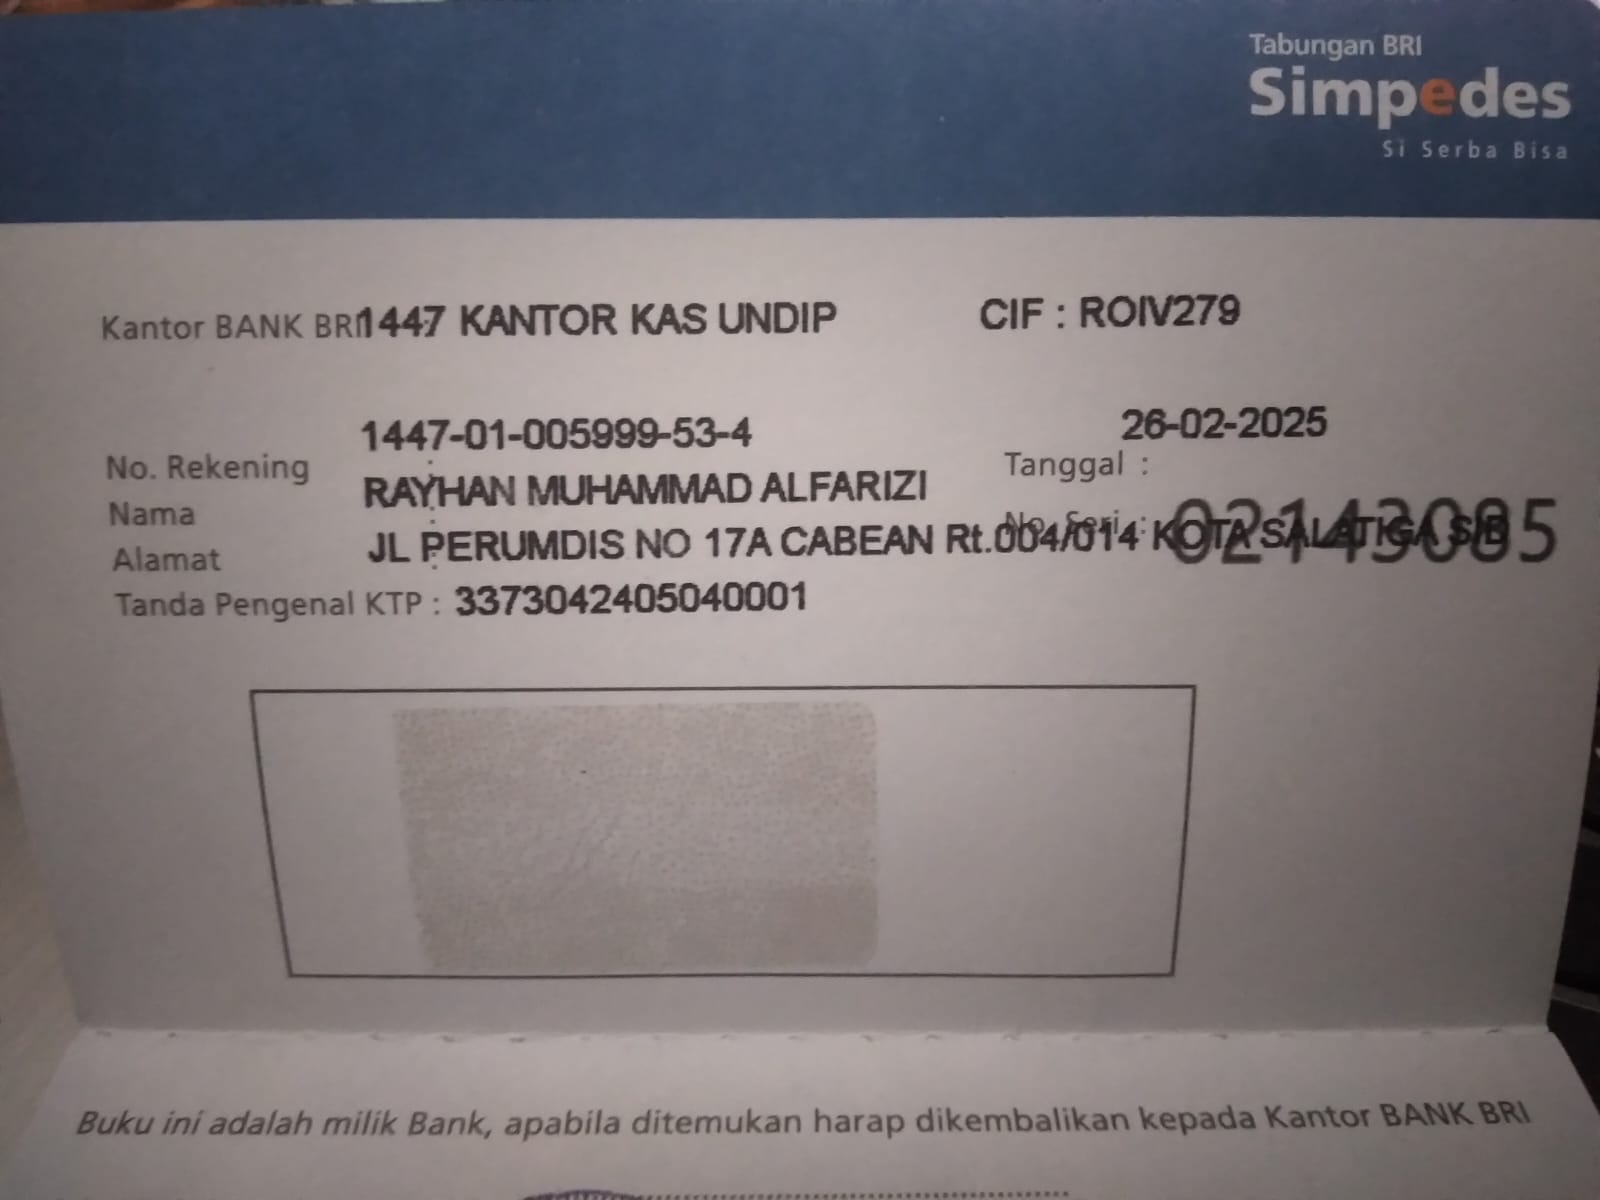 Tabungan BRI
Simpedes
Si Serba Bisa
Kantor BANK BRI 1447 KANTOR KAS UNDIP CIF : ROIV279
No. Rekening 1447-01-005999-53-4 Tanggal : 26-02-2025
Nama : RAYHAN MUHAMMAD ALFARIZI No. Seri : 02143085
Alamat : JL PERUMDIS NO 17A CABEAN Rt.004/014 KOTA SALATIGA SID
Tanda Pengenal KTP : 3373042405040001
Buku ini adalah milik Bank, apabila ditemukan harap dikembalikan kepada Kantor BANK BRI